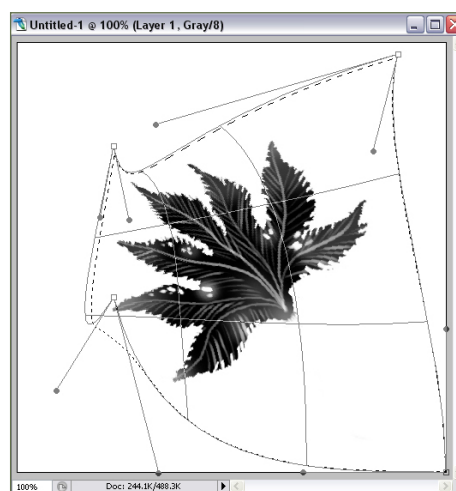 Untitled-1 @ 100% (Layer 1, Gray/8)
100% Doc: 244.1K/488.3K